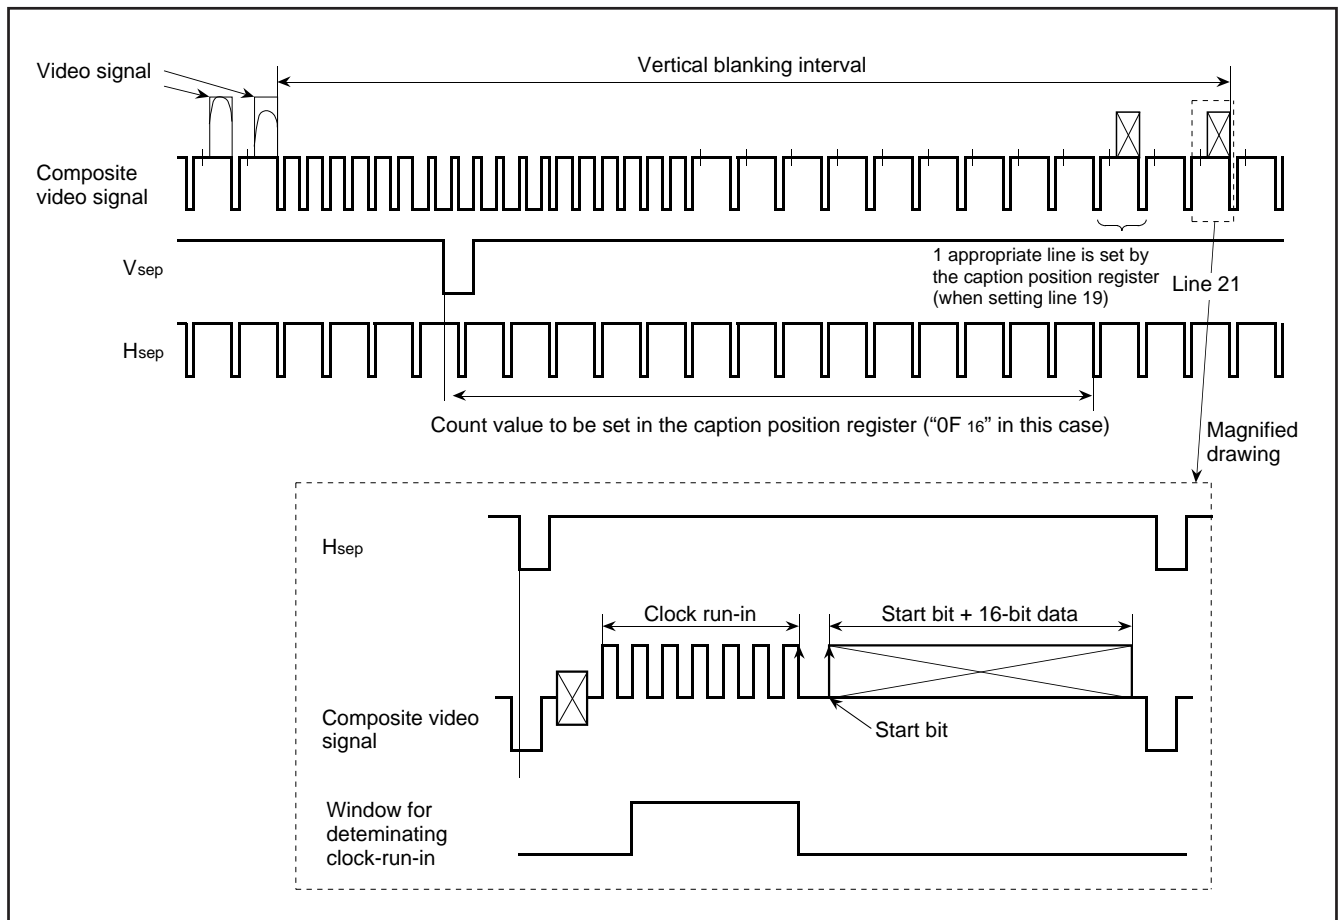 Video signal
Vertical blanking interval
Composite
video signal
Vsep
1 appropriate line is set by
the caption position register
(when setting line 19)
Line 21
Hsep
Count value to be set in the caption position register (“0F 16” in this case)
Magnified
drawing
Hsep
Clock run-in
Start bit + 16-bit data
Composite video
signal
Start bit
Window for
deteminating
clock-run-in